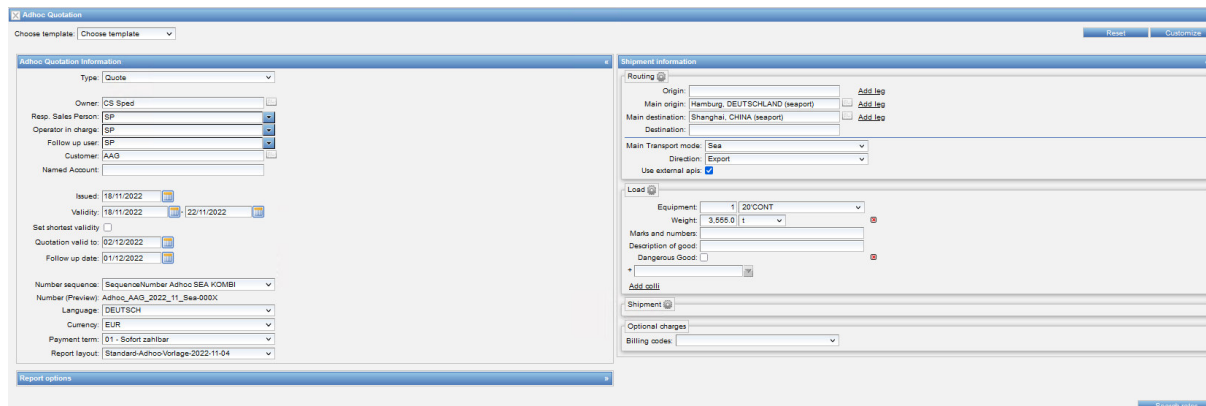 Adhoc Quotation
Choose template: Choose template
Reset Customize
Adhoc Quotation Information
Type: Quote
Owner: CS Sped
Resp. Sales Person: SP
Operator in charge: SP
Follow up user: SP
Customer: AAG
Named Account:
Issued: 18/11/2022
Validity: 18/11/2022 - 22/11/2022
Set shortest validity
Quotation valid to: 02/12/2022
Follow up date: 01/12/2022
Number sequence: SequenceNumber Adhoc SEA KOMBI
Number (Preview): Adhoc_AAG_2022_11_Sea-000X
Language: DEUTSCH
Currency: EUR
Payment term: 01 - Sofort zahlbar
Report layout: Standard-Adhoc-Vorlage-2022-11-04
Report options
Shipment information
Routing
Origin: Add leg
Main origin: Hamburg, DEUTSCHLAND (seaport) Add leg
Main destination: Shanghai, CHINA (seaport) Add leg
Destination:
Main Transport mode: Sea
Direction: Export
Use external apis:
Load
Equipment: 1 20'CONT
Weight: 3,555.0 t
Marks and numbers:
Description of good:
Dangerous Good:
+
Add colli
Shipment
Optional charges
Billing codes: